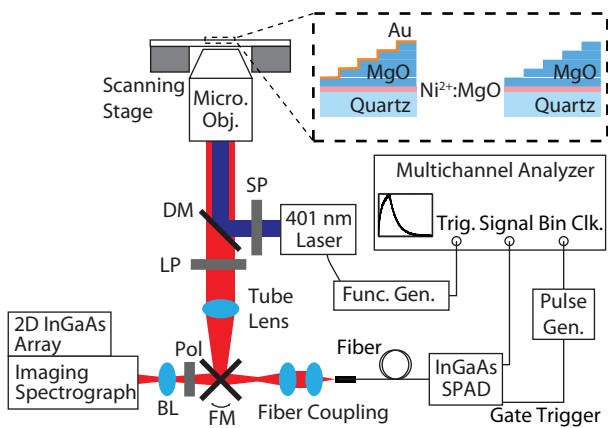 Au
MgO
MgO
Ni²⁺:MgO
Quartz
Quartz
Scanning
Stage
Micro.
Obj.
Multichannel Analyzer
Trig. Signal Bin Clk.
SP
DM
401 nm
Laser
LP
Func. Gen.
Pulse
Gen.
Tube
Lens
2D InGaAs
Array
Pol
Fiber
Imaging
Spectrograph
InGaAs
SPAD
BL
FM
Fiber Coupling
Gate Trigger